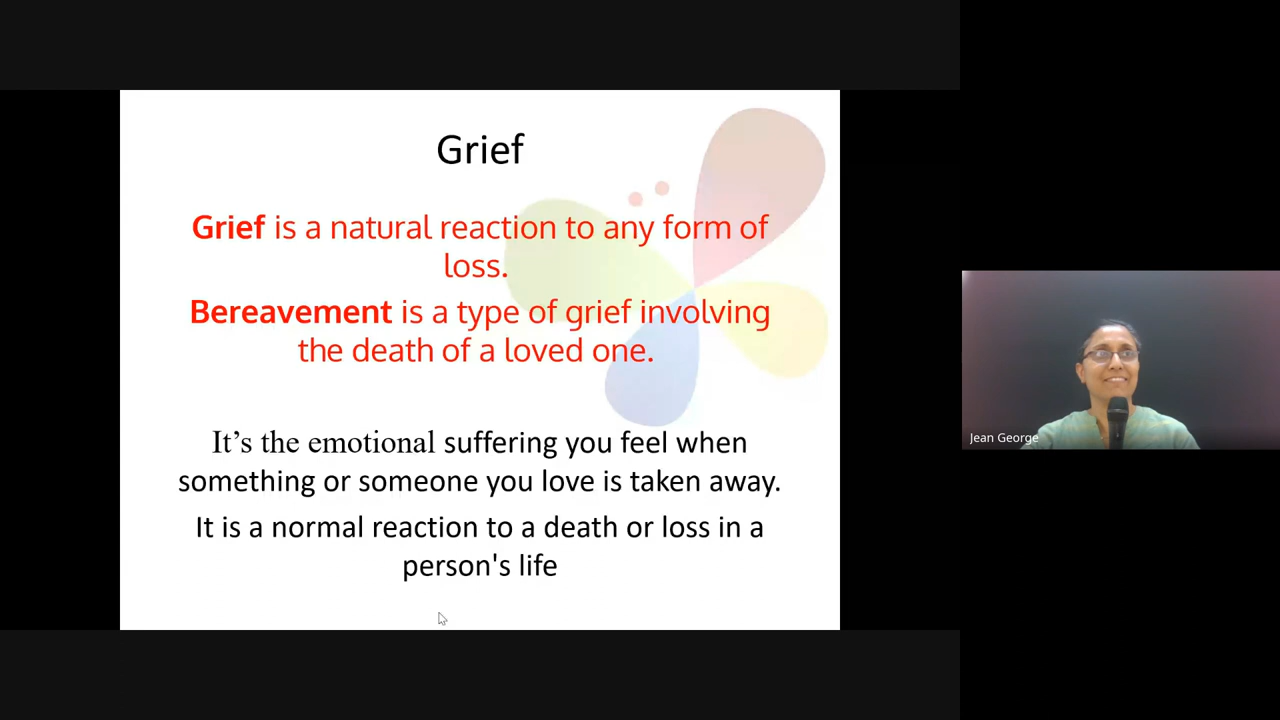 Grief
Grief is a natural reaction to any form of
loss.
Bereavement is a type of grief involving
the death of a loved one.
It’s the emotional suffering you feel when
something or someone you love is taken away.
It is a normal reaction to a death or loss in a
person's life
Jean George